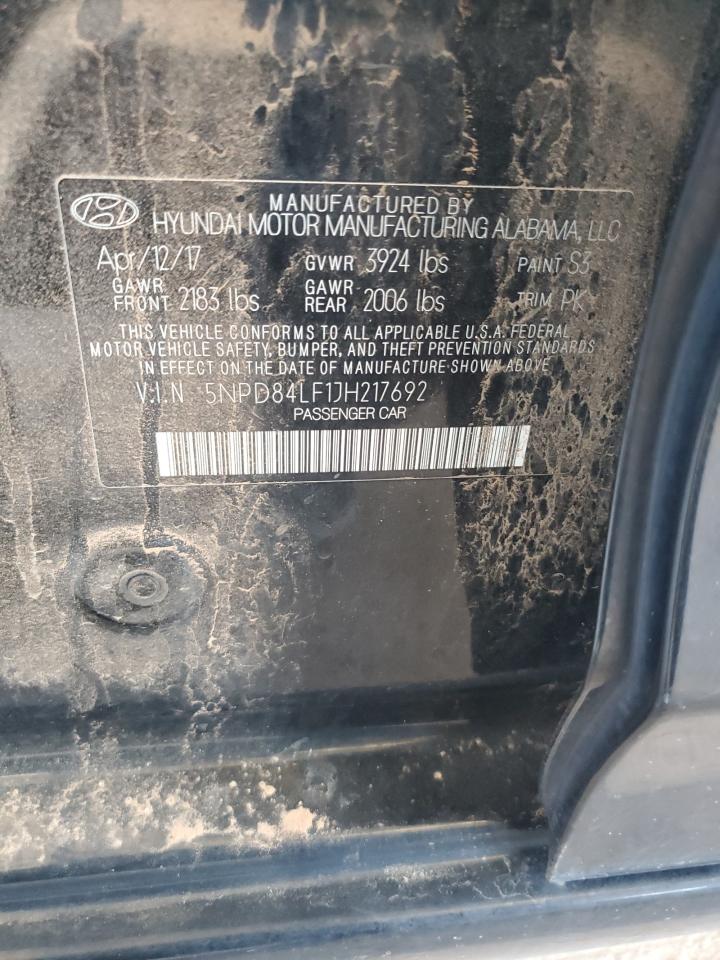 MANUFACTURED BY
HYUNDAI MOTOR MANUFACTURING ALABAMA, LLC
Apr/12/17 GVWR 3924 lbs PAINT S3
GAWR FRONT 2183 lbs GAWR REAR 2006 lbs TRIM PK
THIS VEHICLE CONFORMS TO ALL APPLICABLE U.S.A. FEDERAL
MOTOR VEHICLE SAFETY, BUMPER, AND THEFT PREVENTION STANDARDS
IN EFFECT ON THE DATE OF MANUFACTURE SHOWN ABOVE
V.I.N 5NPD84LF1JH217692
PASSENGER CAR